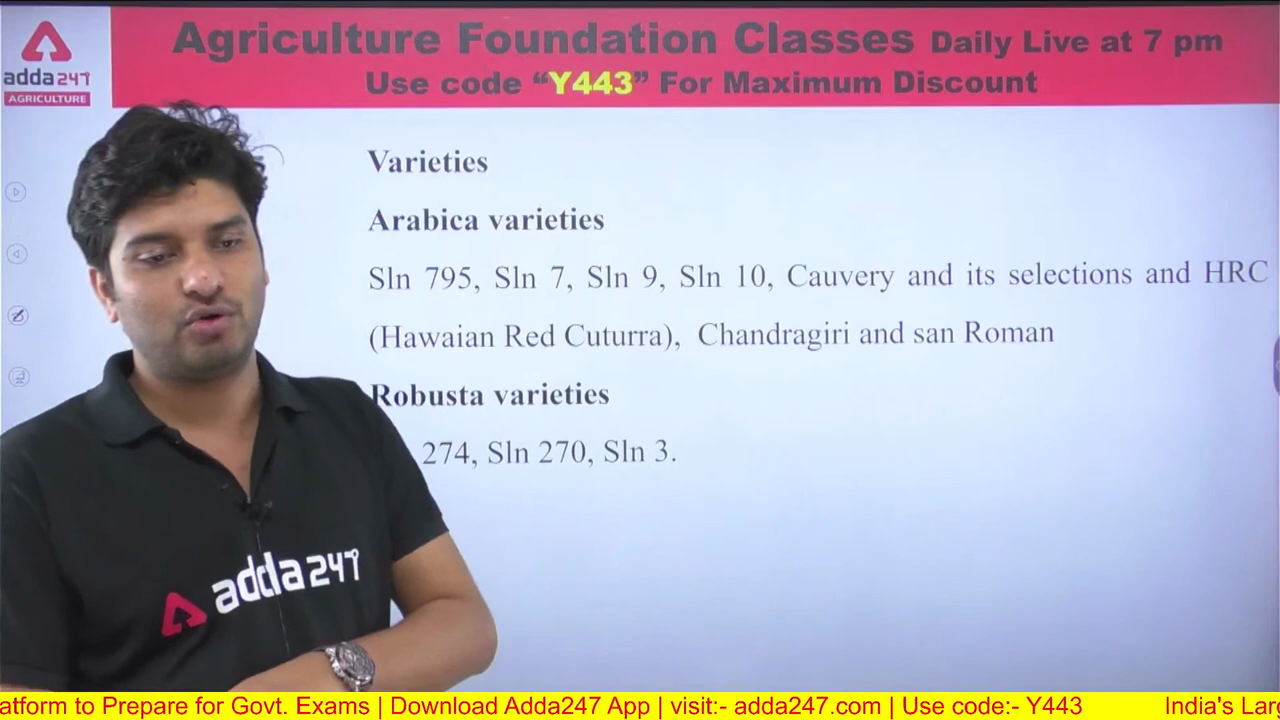 Agriculture Foundation Classes Daily Live at 7 pm
Use code “Y443” For Maximum Discount
adda247
AGRICULTURE
Varieties
Arabica varieties
Sln 795, Sln 7, Sln 9, Sln 10, Cauvery and its selections and HRC
(Hawaian Red Cuturra), Chandragiri and san Roman
Robusta varieties
274, Sln 270, Sln 3.
adda247
atform to Prepare for Govt. Exams | Download Adda247 App | visit:- adda247.com | Use code:- Y443 India's Larg